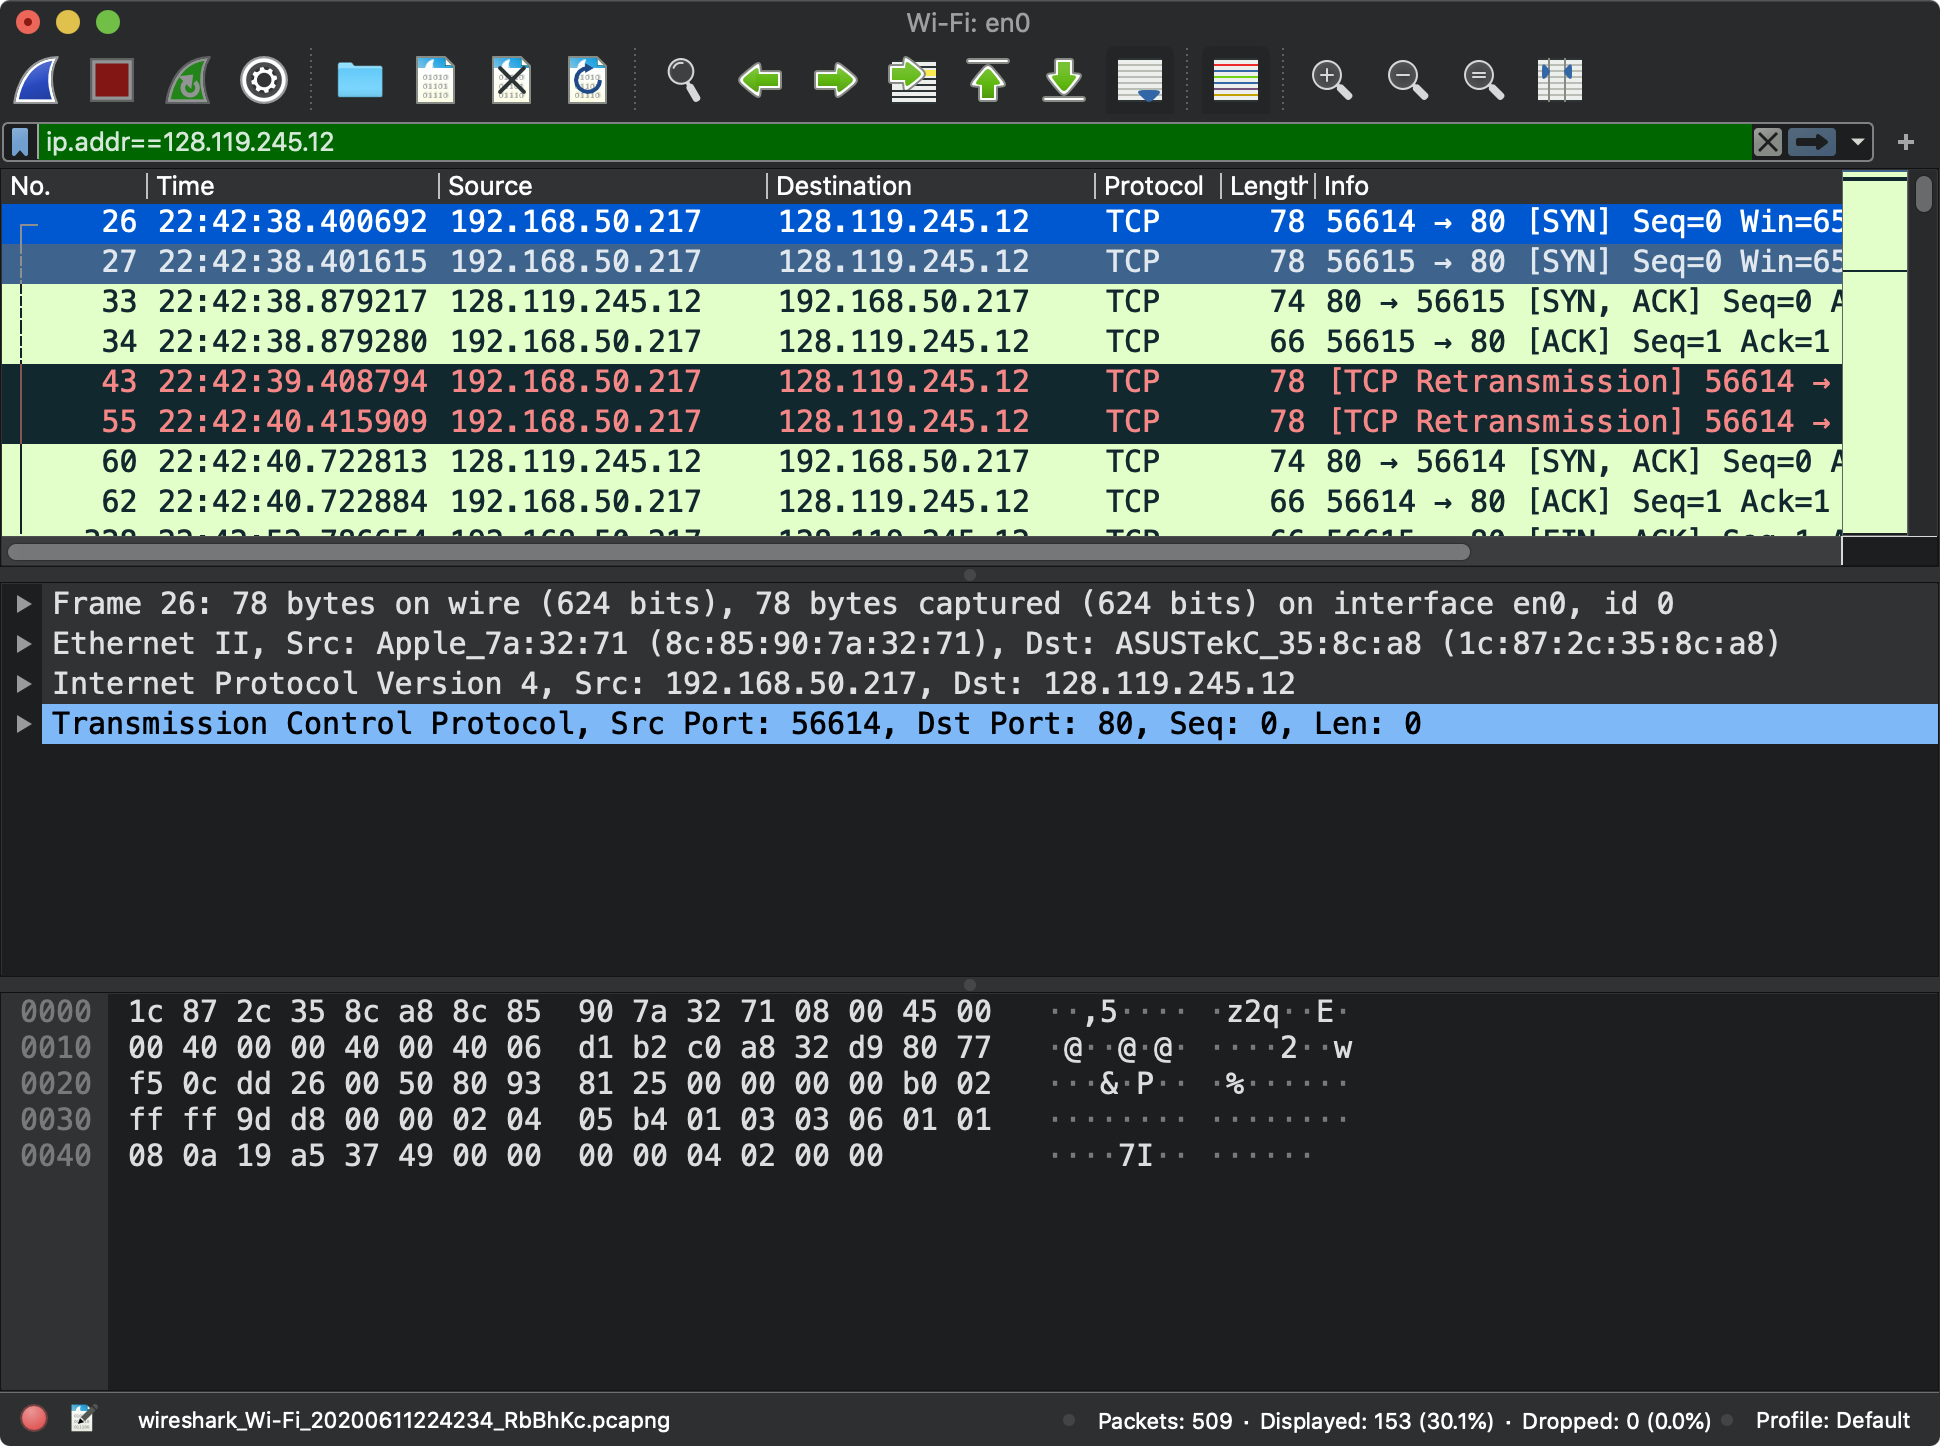 Wi-Fi: en0
ip.addr==128.119.245.12
No. Time Source Destination Protocol Length Info
26 22:42:38.400692 192.168.50.217 128.119.245.12 TCP 78 56614 → 80 [SYN] Seq=0 Win=65
27 22:42:38.401615 192.168.50.217 128.119.245.12 TCP 78 56615 → 80 [SYN] Seq=0 Win=65
33 22:42:38.879217 128.119.245.12 192.168.50.217 TCP 74 80 → 56615 [SYN, ACK] Seq=0 A
34 22:42:38.879280 192.168.50.217 128.119.245.12 TCP 66 56615 → 80 [ACK] Seq=1 Ack=1
43 22:42:39.408794 192.168.50.217 128.119.245.12 TCP 78 [TCP Retransmission] 56614 →
55 22:42:40.415909 192.168.50.217 128.119.245.12 TCP 78 [TCP Retransmission] 56614 →
60 22:42:40.722813 128.119.245.12 192.168.50.217 TCP 74 80 → 56614 [SYN, ACK] Seq=0 A
62 22:42:40.722884 192.168.50.217 128.119.245.12 TCP 66 56614 → 80 [ACK] Seq=1 Ack=1
Frame 26: 78 bytes on wire (624 bits), 78 bytes captured (624 bits) on interface en0, id 0
Ethernet II, Src: Apple_7a:32:71 (8c:85:90:7a:32:71), Dst: ASUSTekC_35:8c:a8 (1c:87:2c:35:8c:a8)
Internet Protocol Version 4, Src: 192.168.50.217, Dst: 128.119.245.12
Transmission Control Protocol, Src Port: 56614, Dst Port: 80, Seq: 0, Len: 0
0000 1c 87 2c 35 8c a8 8c 85 90 7a 32 71 08 00 45 00 ··,5···· ·z2q··E·
0010 00 40 00 00 40 00 40 06 d1 b2 c0 a8 32 d9 80 77 ·@··@·@· ····2··w
0020 f5 0c dd 26 00 50 80 93 81 25 00 00 00 00 b0 02 ···&·P·· ·%······
0030 ff ff 9d d8 00 00 02 04 05 b4 01 03 03 06 01 01 ········ ········
0040 08 0a 19 a5 37 49 00 00 00 00 04 02 00 00 ····7I·· ······
wireshark_Wi-Fi_20200611224234_RbBhKc.pcapng Packets: 509 · Displayed: 153 (30.1%) · Dropped: 0 (0.0%) Profile: Default